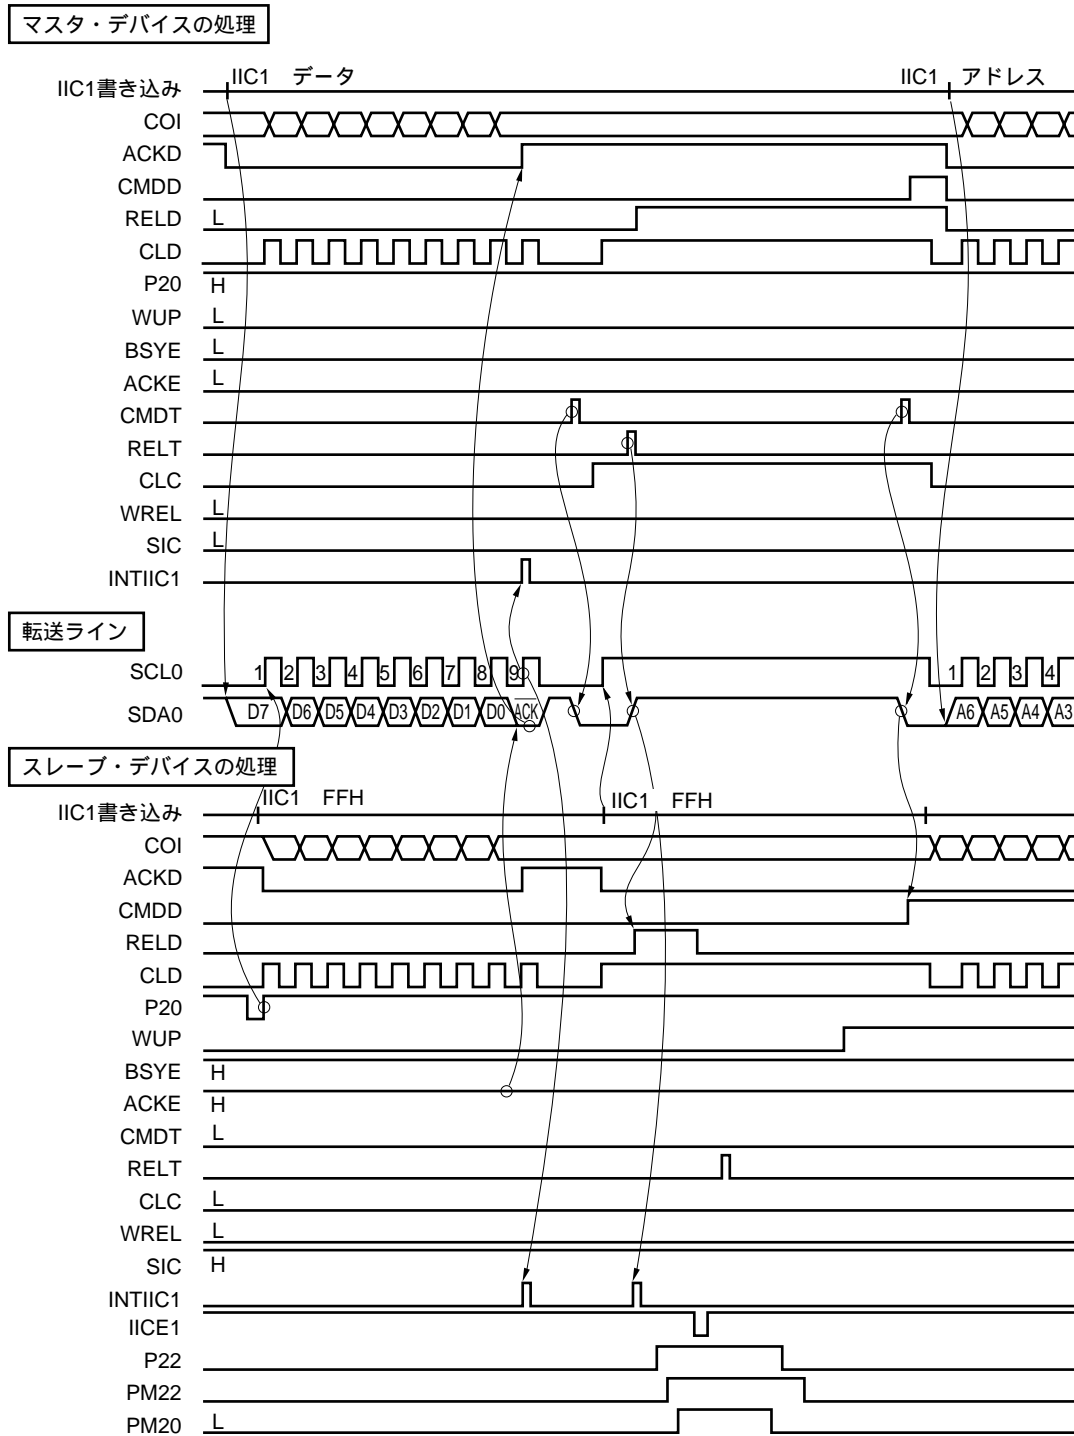 マスタ・デバイスの処理
IIC1 データ
IIC1 アドレス
IIC1書き込み
COI
ACKD
CMDD
RELD L
CLD
P20 H
WUP L
BSYE L
ACKE L
CMDT
RELT
CLC
WREL L
SIC L
INTIIC1
転送ライン
SCL0 1 2 3 4 5 6 7 8 9 1 2 3 4
SDA0 D7 D6 D5 D4 D3 D2 D1 D0 ACK A6 A5 A4 A3
スレーブ・デバイスの処理
IIC1 FFH
IIC1 FFH
IIC1書き込み
COI
ACKD
CMDD
RELD
CLD
P20
WUP
BSYE H
ACKE H
CMDT L
RELT
CLC L
WREL L
SIC H
INTIIC1
IICE1
P22
PM22
PM20 L